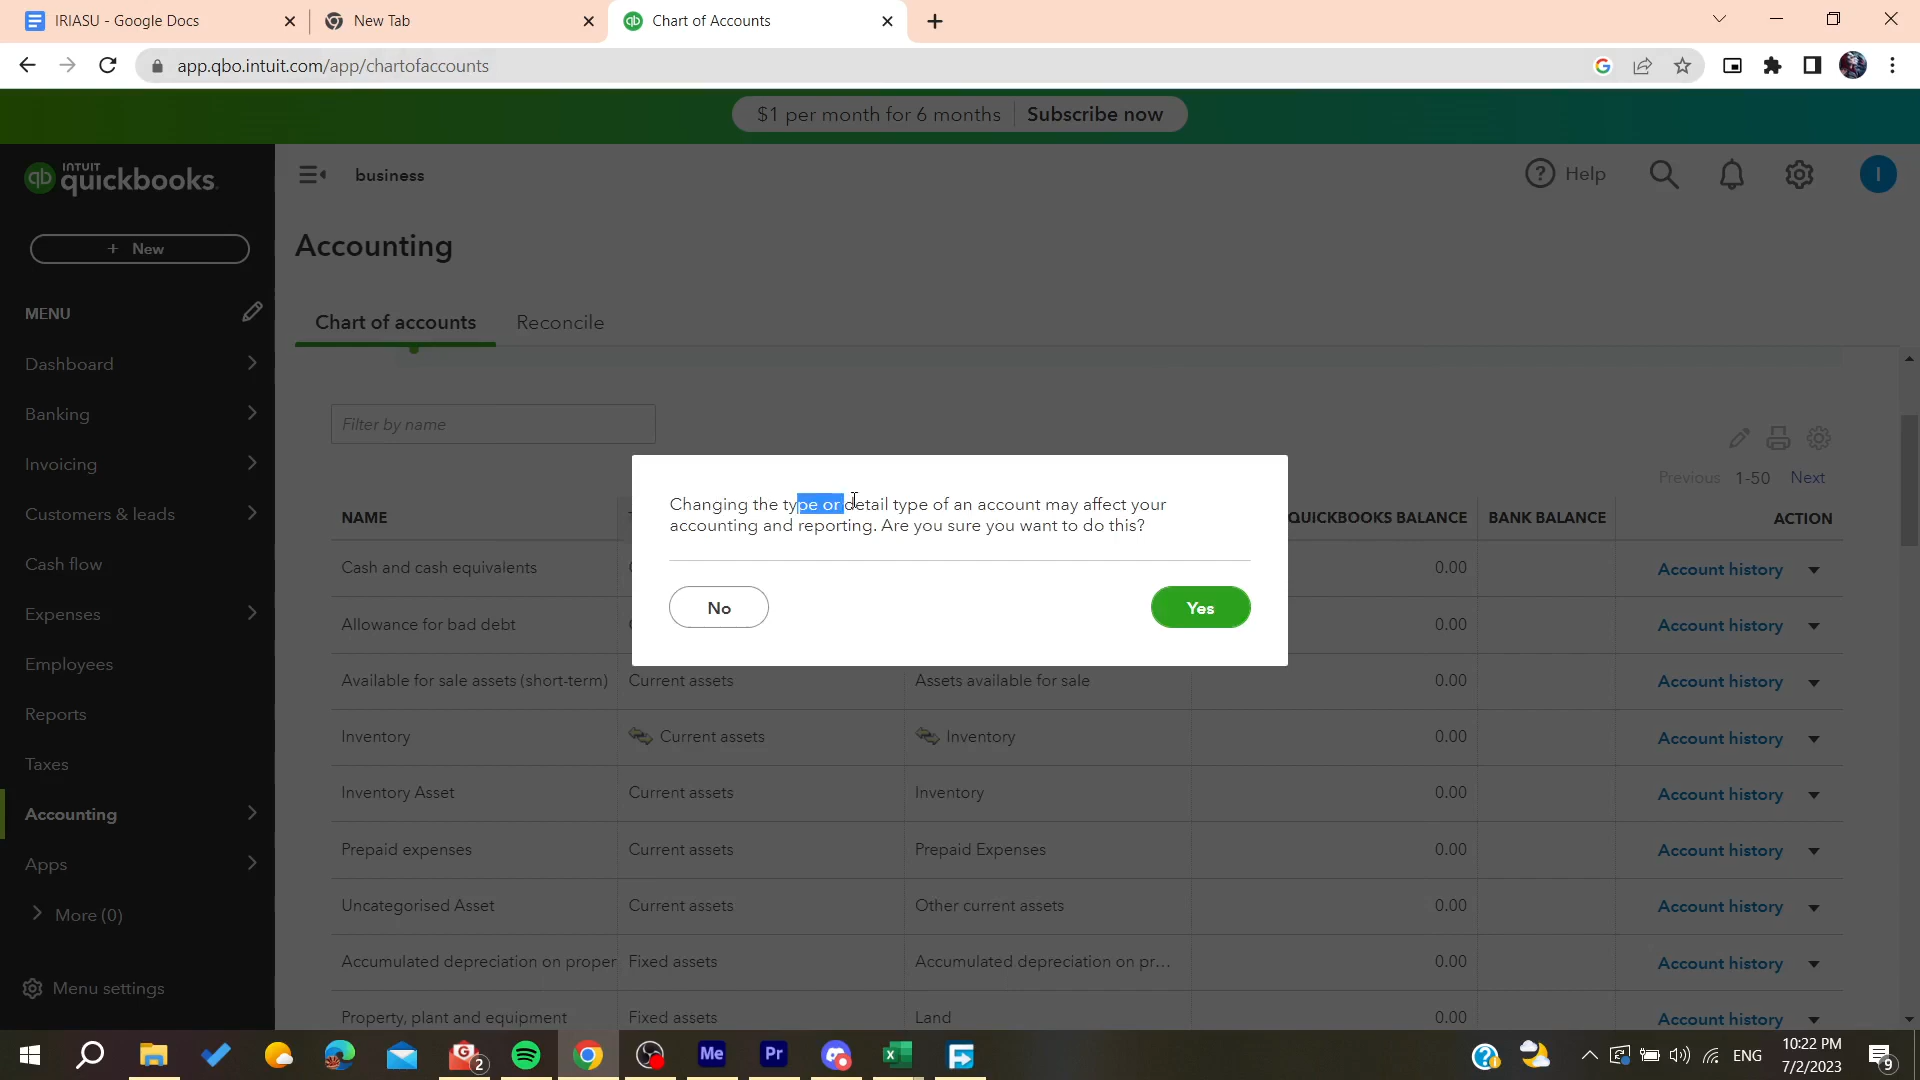 IRIASU - Google Docs
New Tab
Chart of Accounts
app.qbo.intuit.com/app/chartofaccounts
$1 per month for 6 months
Subscribe now
INTUIT
quickbooks.
business
Help
I
+ New
Accounting
MENU
Chart of accounts
Reconcile
Dashboard
Banking
Invoicing
Customers & leads
Cash flow
Expenses
Employees
Reports
Taxes
Accounting
Apps
More (0)
Menu settings
Filter by name
Previous 1-50 Next
Changing the type or detail type of an account may affect your
accounting and reporting. Are you sure you want to do this?
No
Yes
NAME QUICKBOOKS BALANCE BANK BALANCE ACTION
Cash and cash equivalents 0.00 Account history
Allowance for bad debt 0.00 Account history
Available for sale assets (short-term) Current assets Assets available for sale 0.00 Account history
Inventory Current assets Inventory 0.00 Account history
Inventory Asset Current assets Inventory 0.00 Account history
Prepaid expenses Current assets Prepaid Expenses 0.00 Account history
Uncategorised Asset Current assets Other current assets 0.00 Account history
Accumulated depreciation on proper Fixed assets Accumulated depreciation on pr... 0.00 Account history
Property, plant and equipment Fixed assets Land 0.00 Account history
2
Me
Pr
ENG
10:22 PM
7/2/2023
9